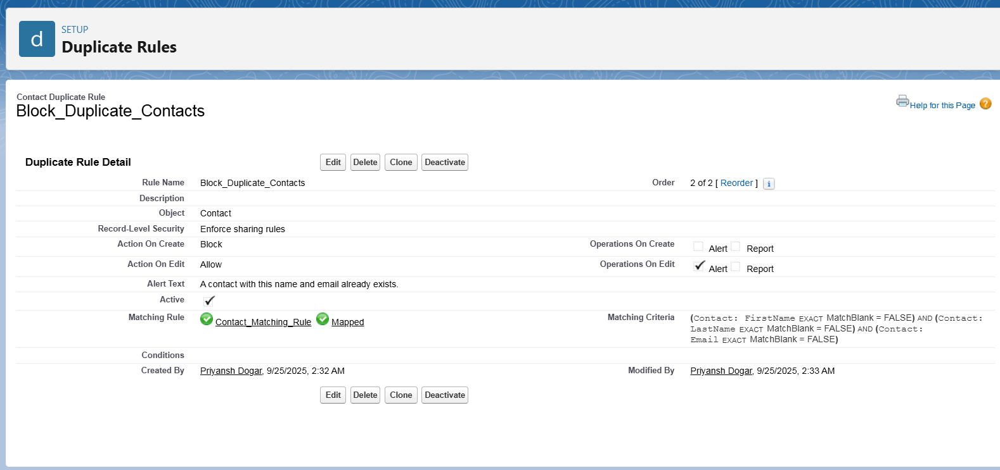 d
SETUP
Duplicate Rules
Contact Duplicate Rule
Block_Duplicate_Contacts
Help for this Page ?
Duplicate Rule Detail Edit Delete Clone Deactivate
Rule Name Block_Duplicate_Contacts Order 2 of 2 [ Reorder ] i
Description
Object Contact
Record-Level Security Enforce sharing rules
Action On Create Block Operations On Create Alert Report
Action On Edit Allow Operations On Edit Alert Report
Alert Text A contact with this name and email already exists.
Active
Matching Rule Contact_Matching_Rule Mapped Matching Criteria (Contact: FirstName EXACT MatchBlank = FALSE) AND (Contact:
LastName EXACT MatchBlank = FALSE) AND (Contact:
Email EXACT MatchBlank = FALSE)
Conditions
Created By Priyansh Dogar, 9/25/2025, 2:32 AM Modified By Priyansh Dogar, 9/25/2025, 2:33 AM
Edit Delete Clone Deactivate